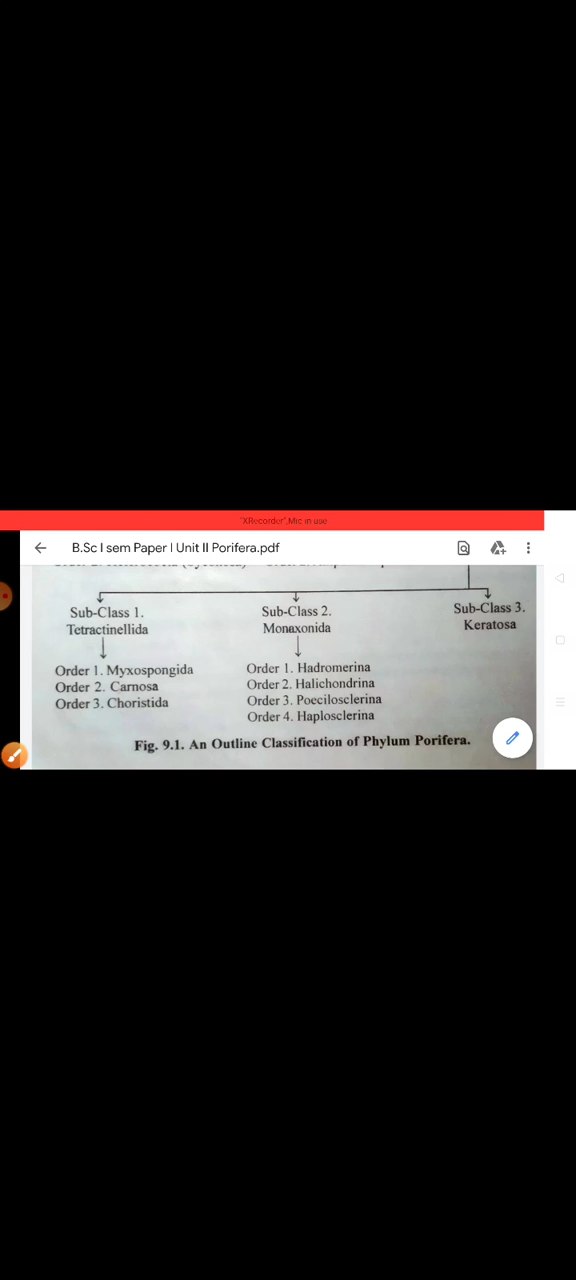 "XRecorder",Mic in use
B.Sc I sem Paper I Unit II Porifera.pdf
Sub-Class 1.
Tetractinellida
Order 1. Myxospongida
Order 2. Carnosa
Order 3. Choristida
Sub-Class 2.
Monaxonida
Order 1. Hadromerina
Order 2. Halichondrina
Order 3. Poecilosclerina
Order 4. Haplosclerina
Sub-Class 3.
Keratosa
Fig. 9.1. An Outline Classification of Phylum Porifera.